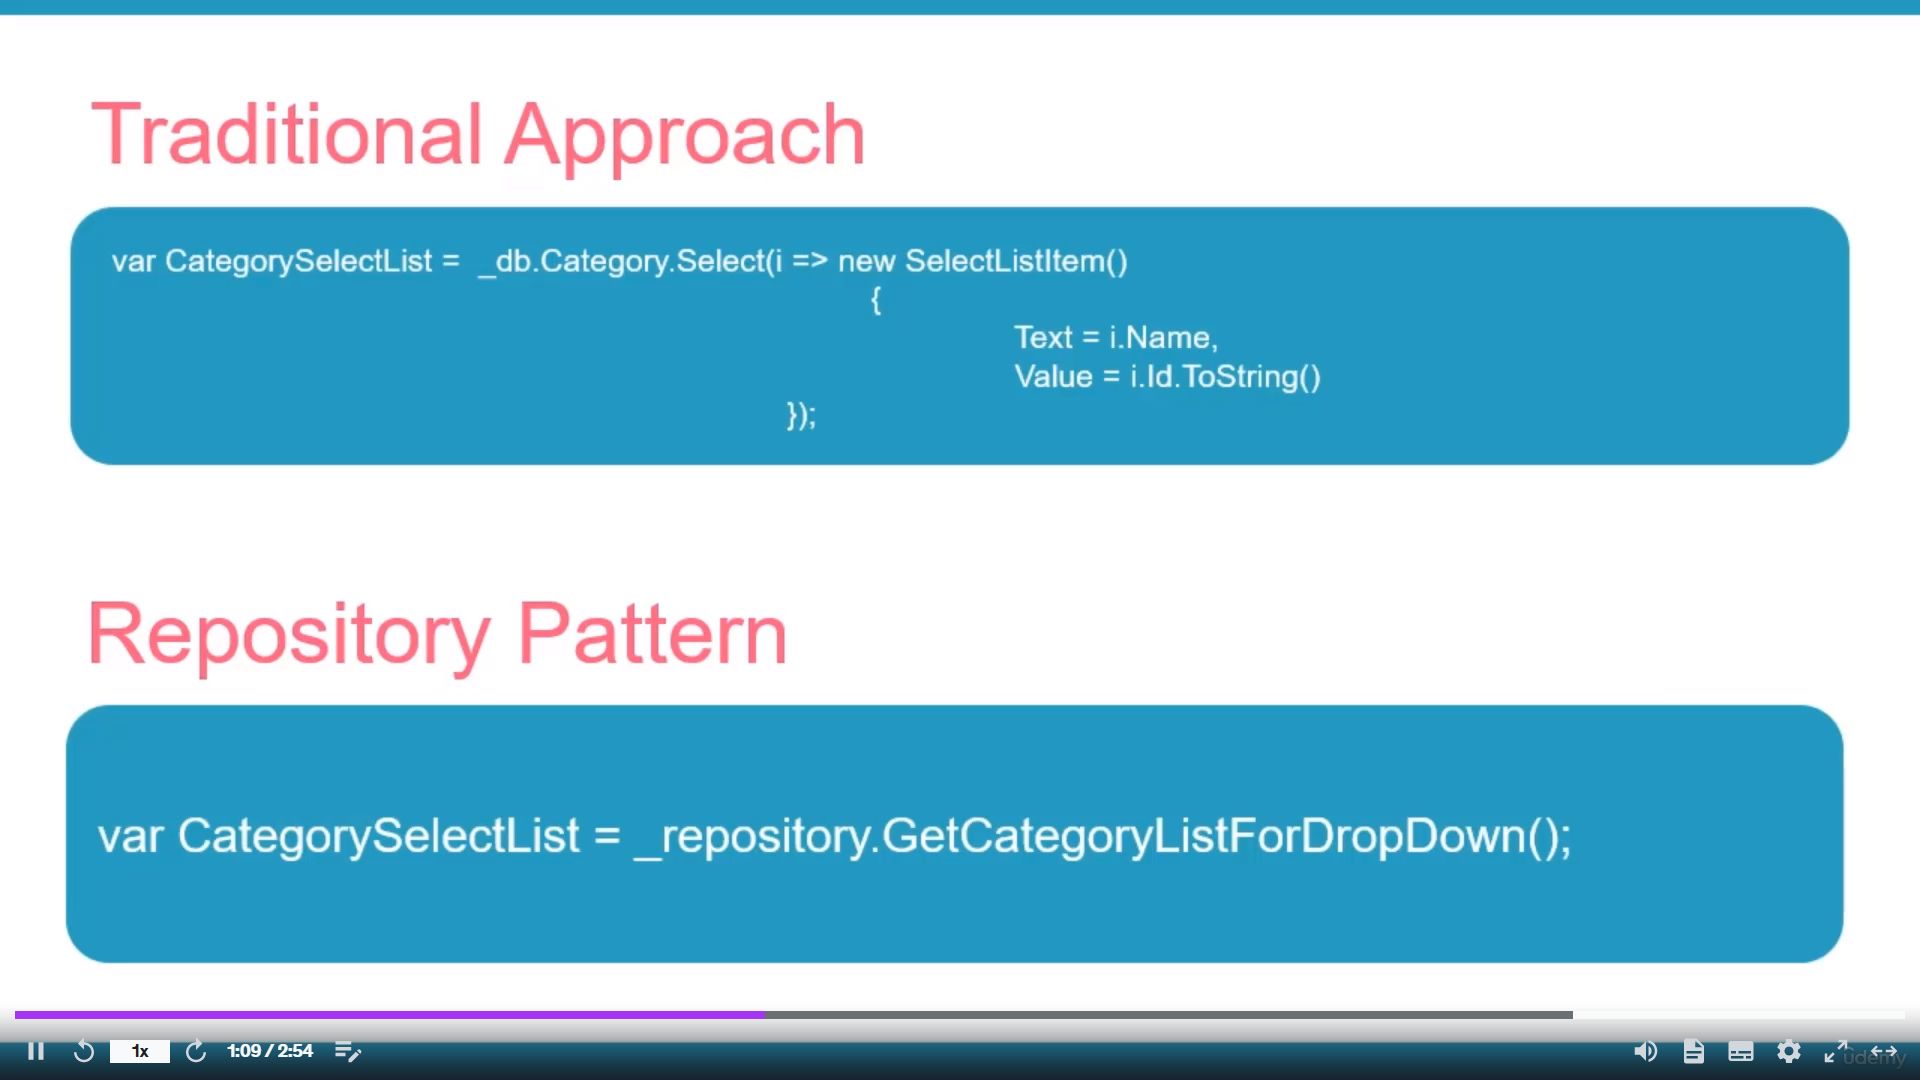 Traditional Approach
var CategorySelectList =  _db.Category.Select(i => new SelectListItem()
{
Text = i.Name,
Value = i.Id.ToString()
});
Repository Pattern
var CategorySelectList = _repository.GetCategoryListForDropDown();
1x
1:09 / 2:54
udemy